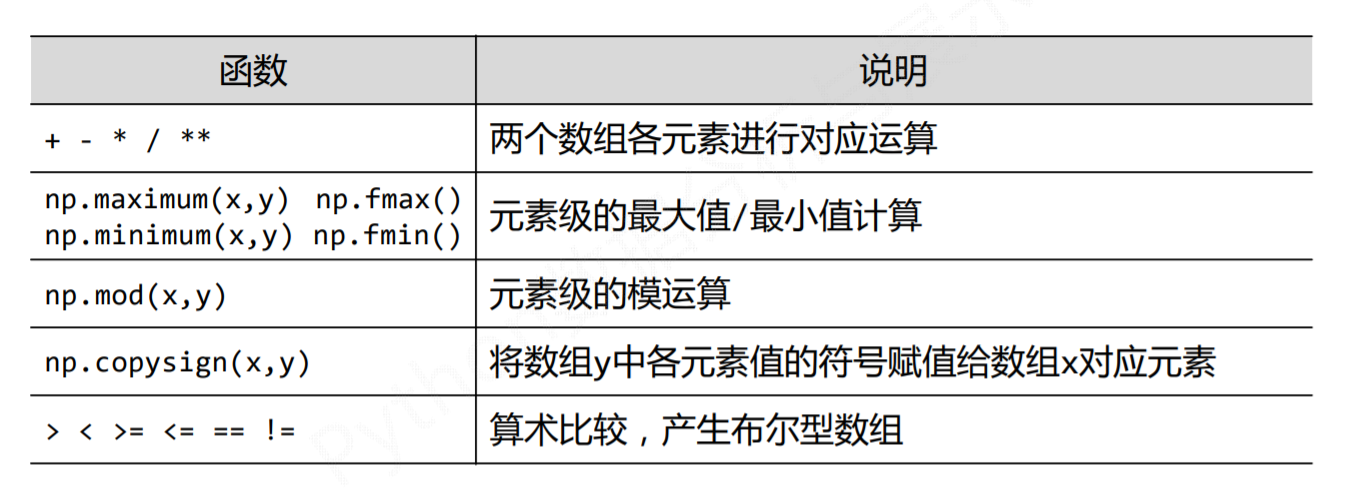 函数 说明
+ - * / ** 两个数组各元素进行对应运算
np.maximum(x,y) np.fmax()
np.minimum(x,y) np.fmin()
元素级的最大值/最小值计算
np.mod(x,y) 元素级的模运算
np.copysign(x,y) 将数组y中各元素值的符号赋值给数组x对应元素
> < >= <= == != 算术比较，产生布尔型数组